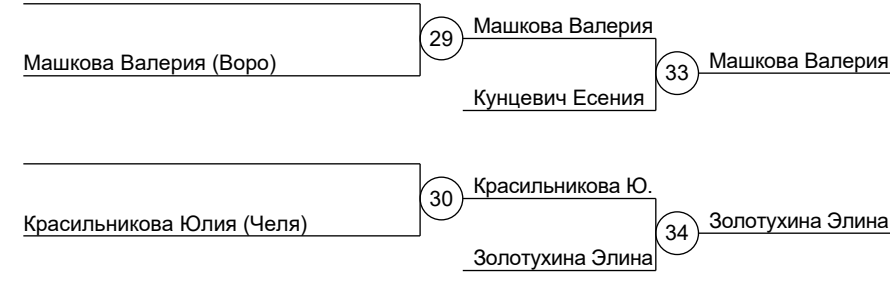 Машкова Валерия
29
Машкова Валерия (Воро)
Машкова Валерия
33
Кунцевич Есения
Красильникова Ю.
30
Красильникова Юлия (Челя)
Золотухина Элина
34
Золотухина Элина